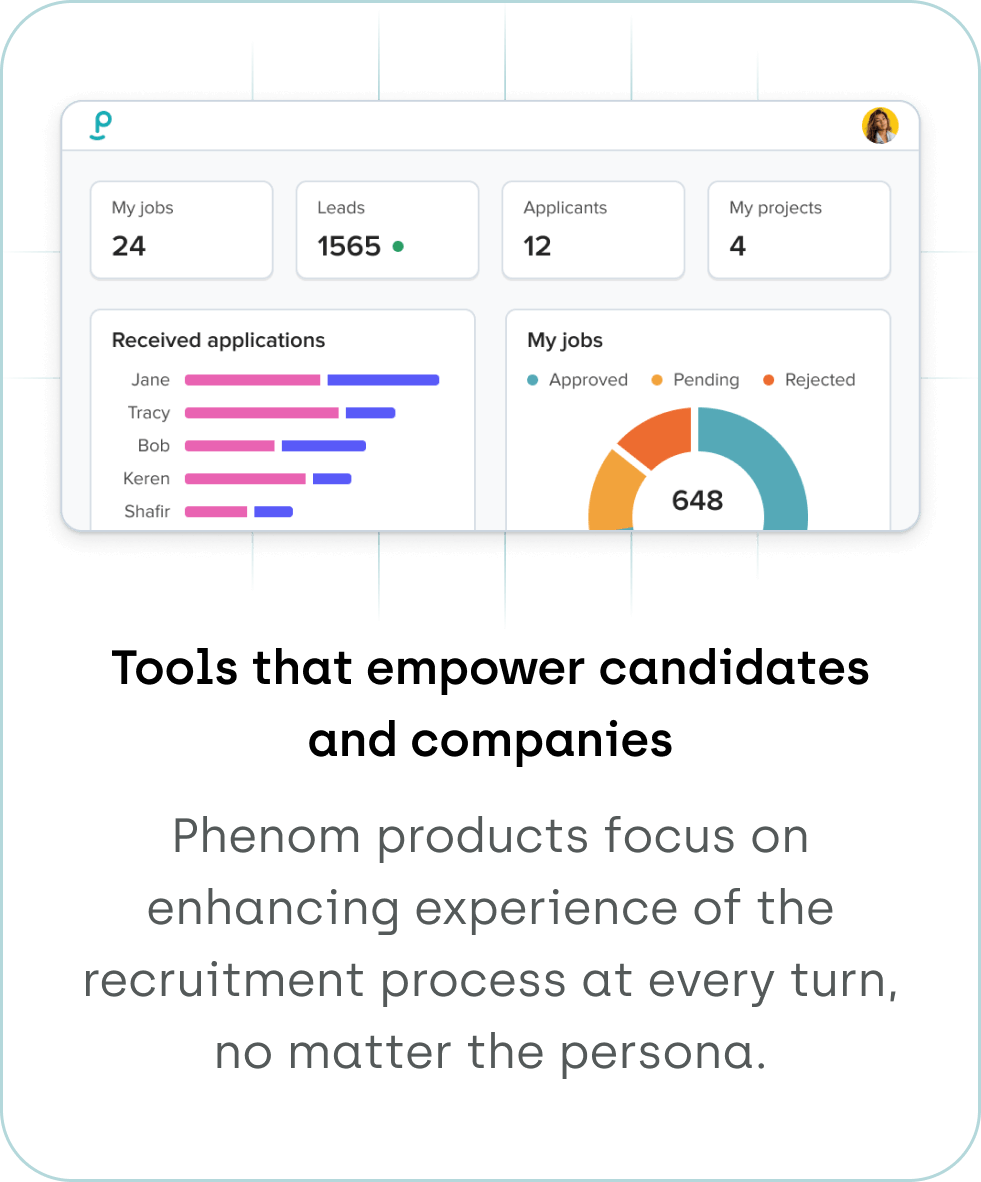 My jobs
24
Leads
1565
Applicants
12
My projects
4
Received applications
Jane
Tracy
Bob
Keren
Shafir
My jobs
Approved Pending Rejected
648
Tools that empower candidates
and companies
Phenom products focus on
enhancing experience of the
recruitment process at every turn,
no matter the persona.